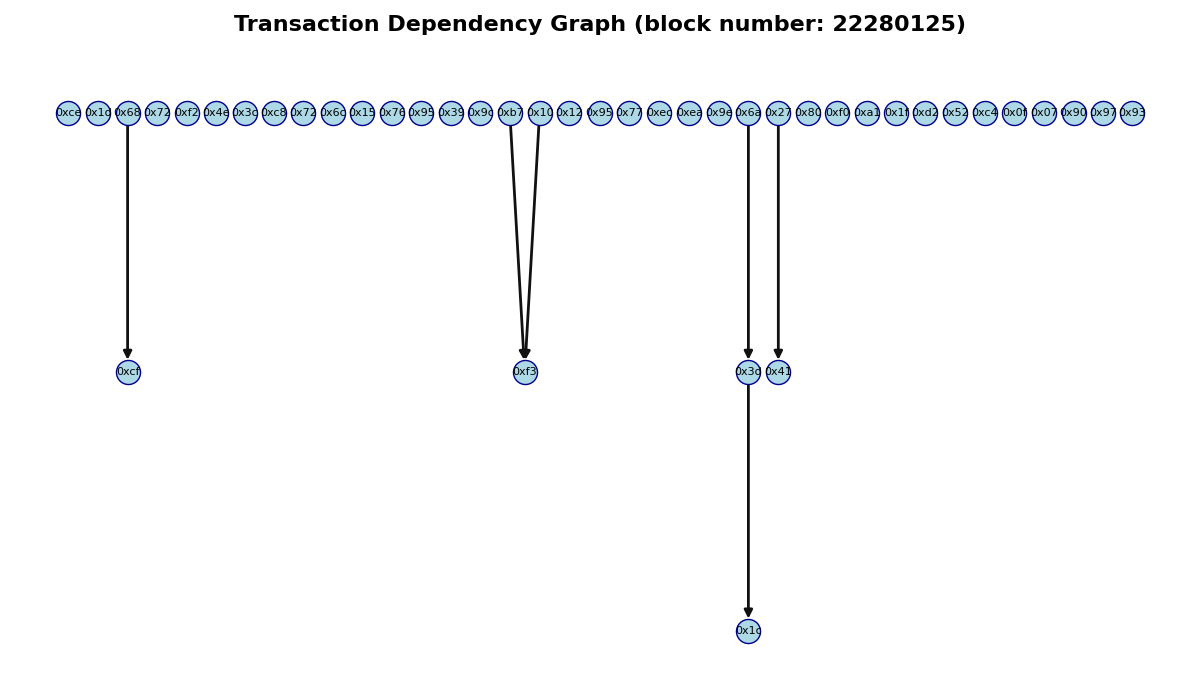 Transaction Dependency Graph (block number: 22280125)
0xce 0x1d 0x68 0x72 0xf2 0x4e 0x3c 0xc8 0x72 0x6c 0x15 0x76 0x95 0x39 0x9c 0xb7 0x10 0x12 0x95 0x77 0xec 0xea 0x9e 0x6a 0x27 0x80 0xf0 0xa1 0x1f 0xd2 0x52 0xc4 0x0f 0x07 0x90 0x97 0x93
0xcf 0xf3 0x3d 0x41
0x1c